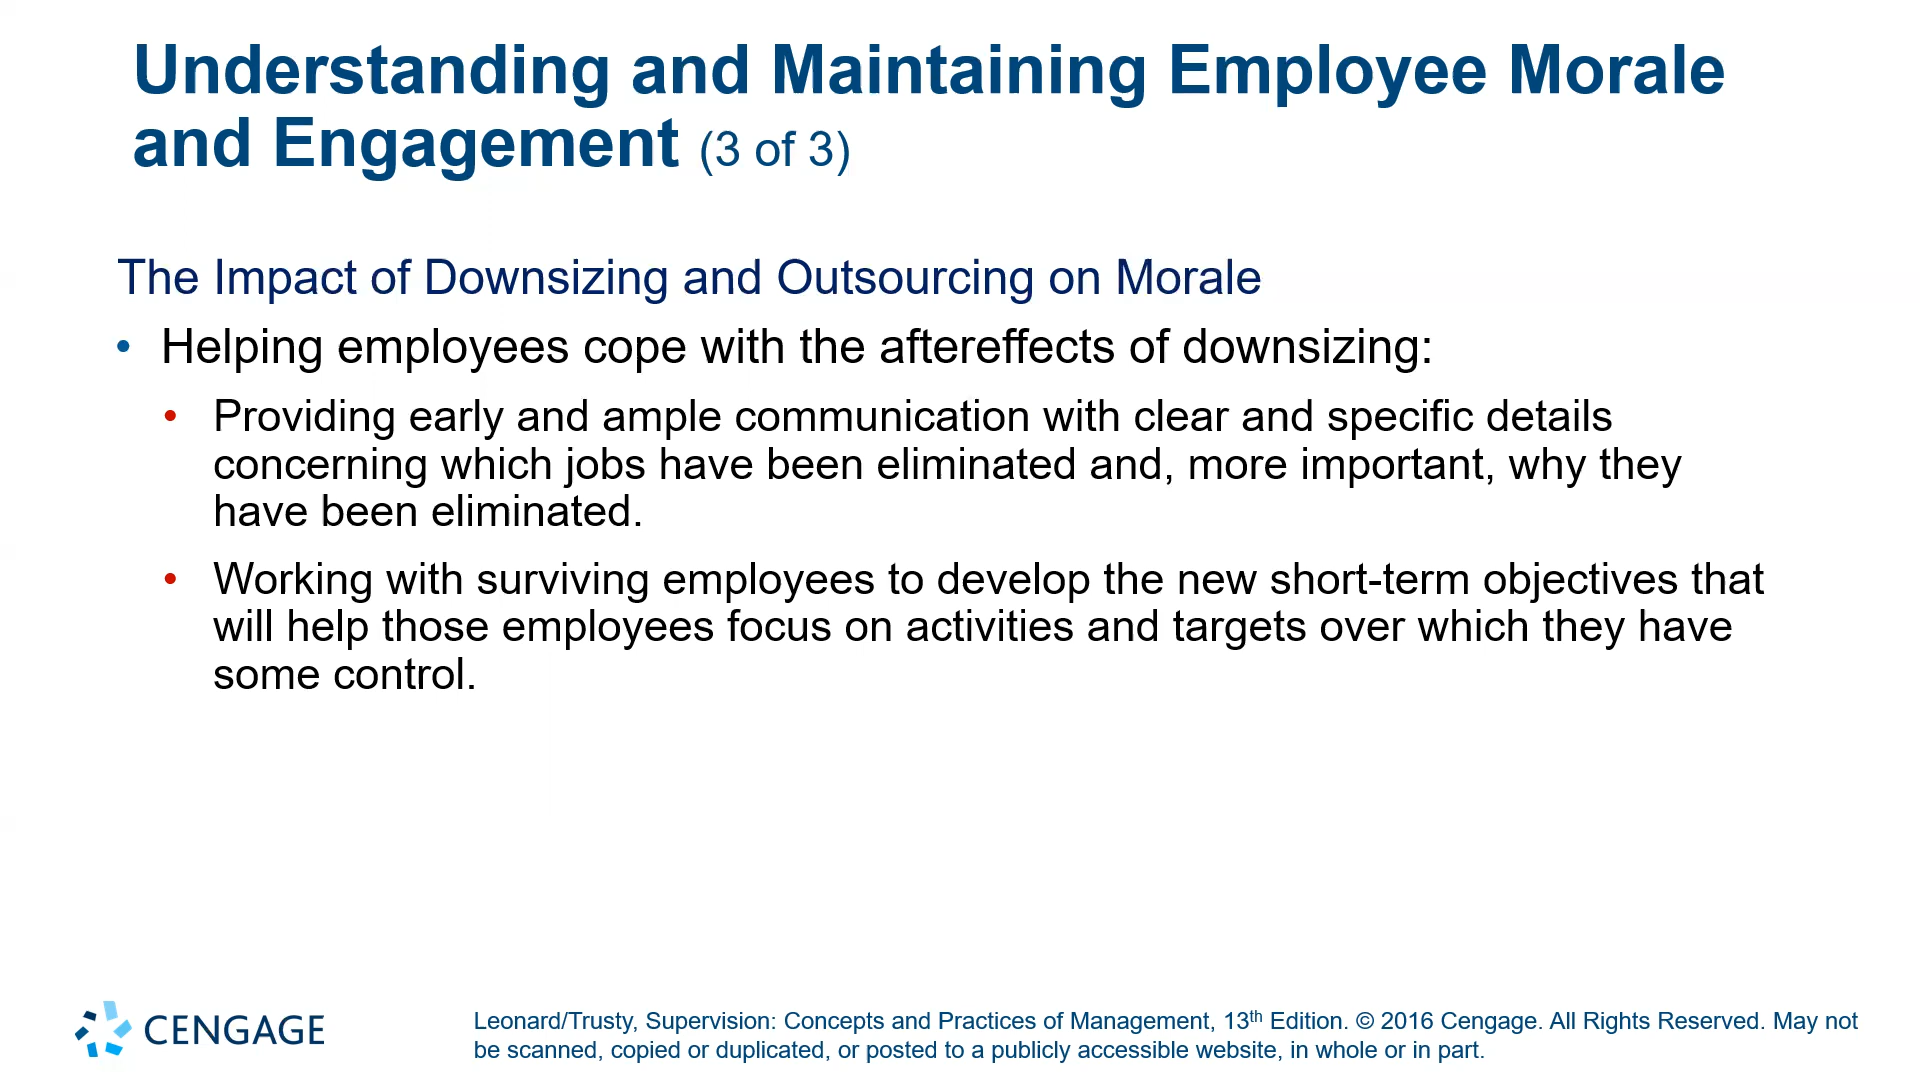 Understanding and Maintaining Employee Morale
and Engagement (3 of 3)
The Impact of Downsizing and Outsourcing on Morale
• Helping employees cope with the aftereffects of downsizing:
• Providing early and ample communication with clear and specific details
concerning which jobs have been eliminated and, more important, why they
have been eliminated.
• Working with surviving employees to develop the new short-term objectives that
will help those employees focus on activities and targets over which they have
some control.
CENGAGE
Leonard/Trusty, Supervision: Concepts and Practices of Management, 13th Edition. © 2016 Cengage. All Rights Reserved. May not
be scanned, copied or duplicated, or posted to a publicly accessible website, in whole or in part.